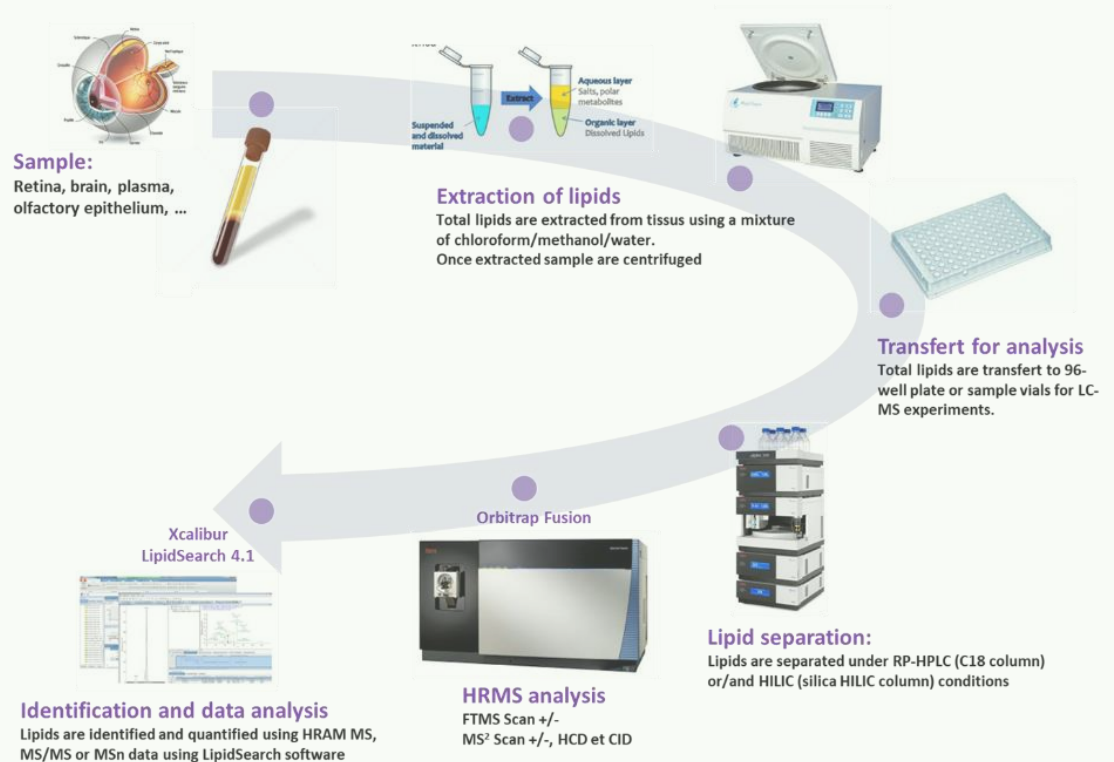 Sample:
Retina, brain, plasma,
olfactory epithelium, ...
Extract
Suspended
and dissolved
material
Aqueous layer
Salts, polar
metabolites
Organic layer
Dissolved Lipids
Extraction of lipids
Total lipids are extracted from tissus using a mixture
of chloroform/methanol/water.
Once extracted sample are centrifuged
Transfert for analysis
Total lipids are transfert to 96-
well plate or sample vials for LC-
MS experiments.
Lipid separation:
Lipids are separated under RP-HPLC (C18 column)
or/and HILIC (silica HILIC column) conditions
Orbitrap Fusion
HRMS analysis
FTMS Scan +/-
MS² Scan +/-, HCD et CID
Xcalibur
LipidSearch 4.1
Identification and data analysis
Lipids are identified and quantified using HRAM MS,
MS/MS or MSn data using LipidSearch software